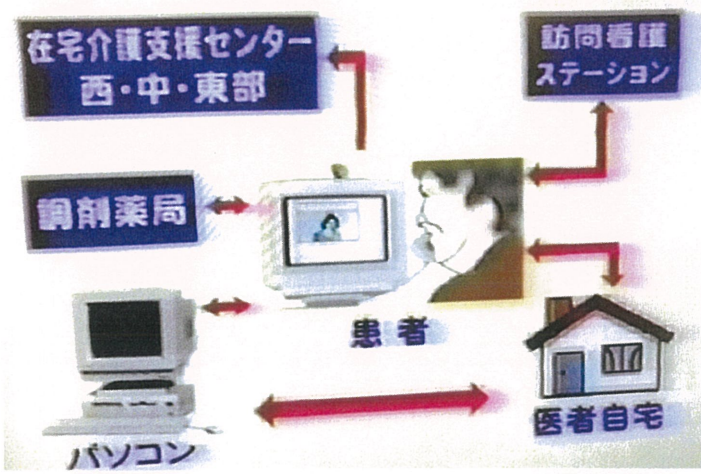 在宅介護支援センター
西・中・東部
訪問看護
ステーション
調剤薬局
患者
パソコン
医者自宅